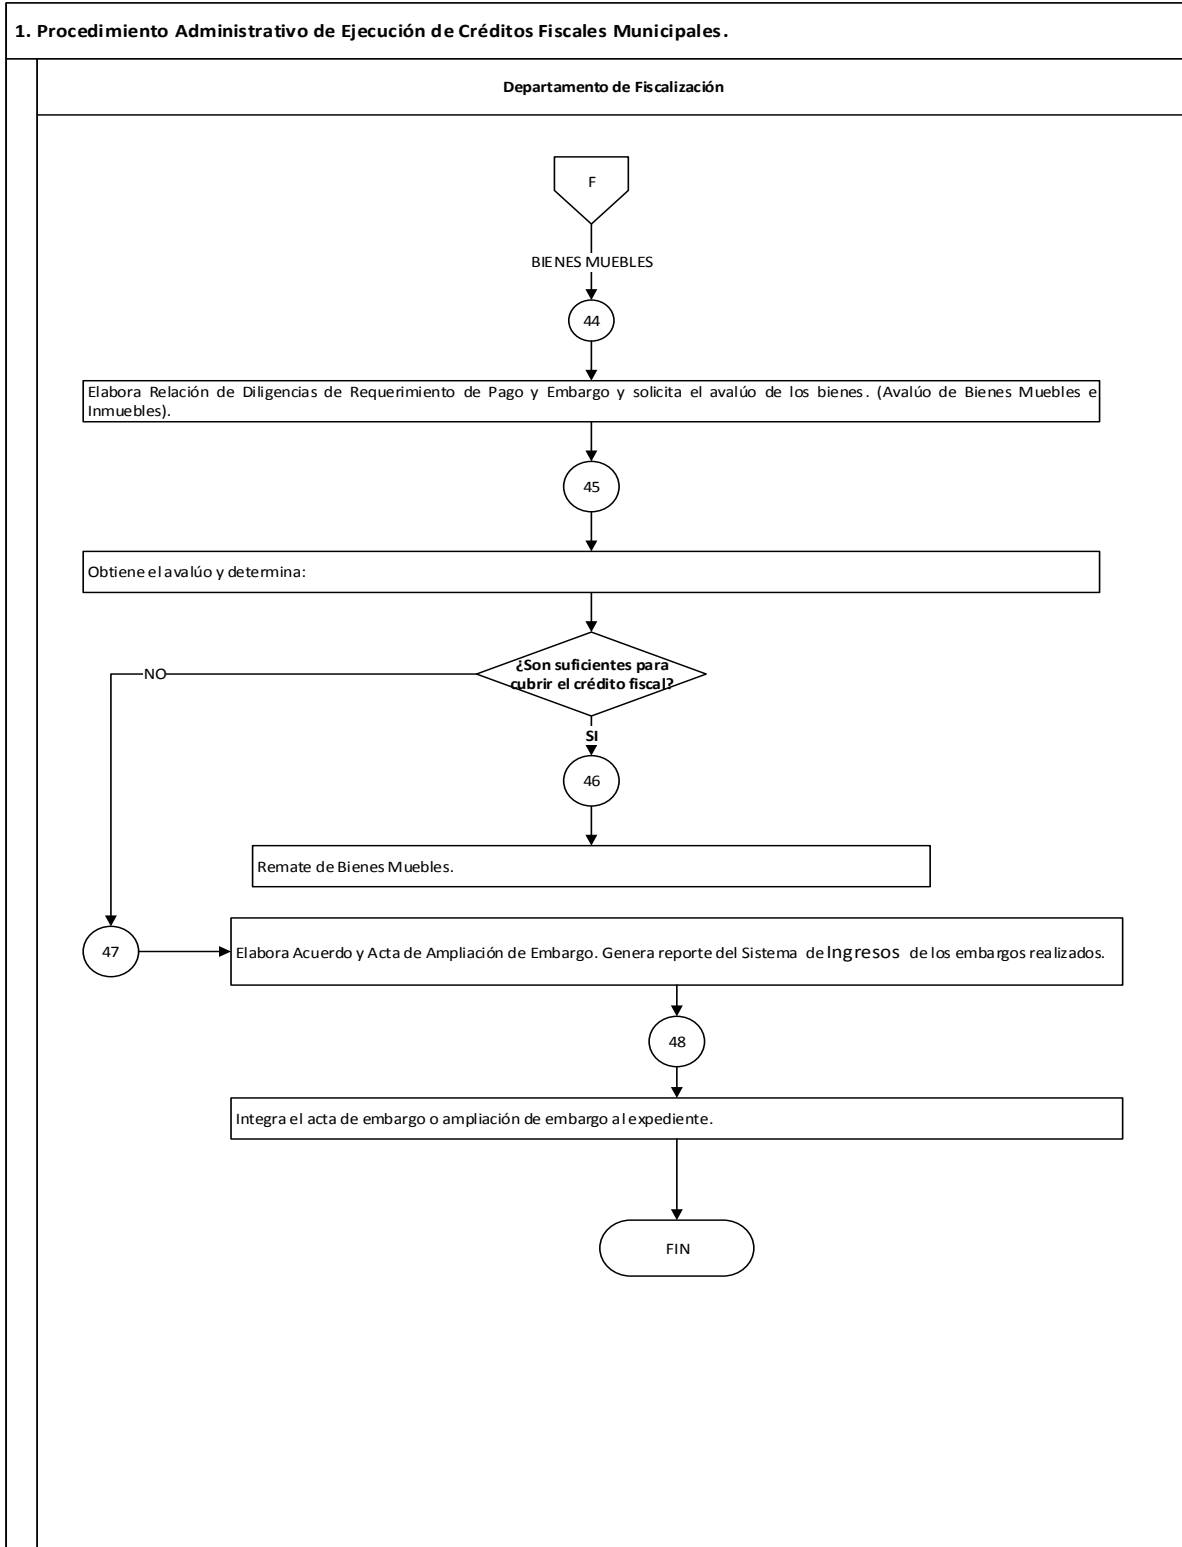 1. Procedimiento Administrativo de Ejecución de Créditos Fiscales Municipales.
Departamento de Fiscalización
F
BIENES MUEBLES
44
Elabora Relación de Diligencias de Requerimiento de Pago y Embargo y solicita el avalúo de los bienes. (Avalúo de Bienes Muebles e
Inmuebles).
45
Obtiene el avalúo y determina:
¿Son suficientes para
cubrir el crédito fiscal?
NO
SI
46
Remate de Bienes Muebles.
47
Elabora Acuerdo y Acta de Ampliación de Embargo. Genera reporte del Sistema de Ingresos de los embargos realizados.
48
Integra el acta de embargo o ampliación de embargo al expediente.
FIN